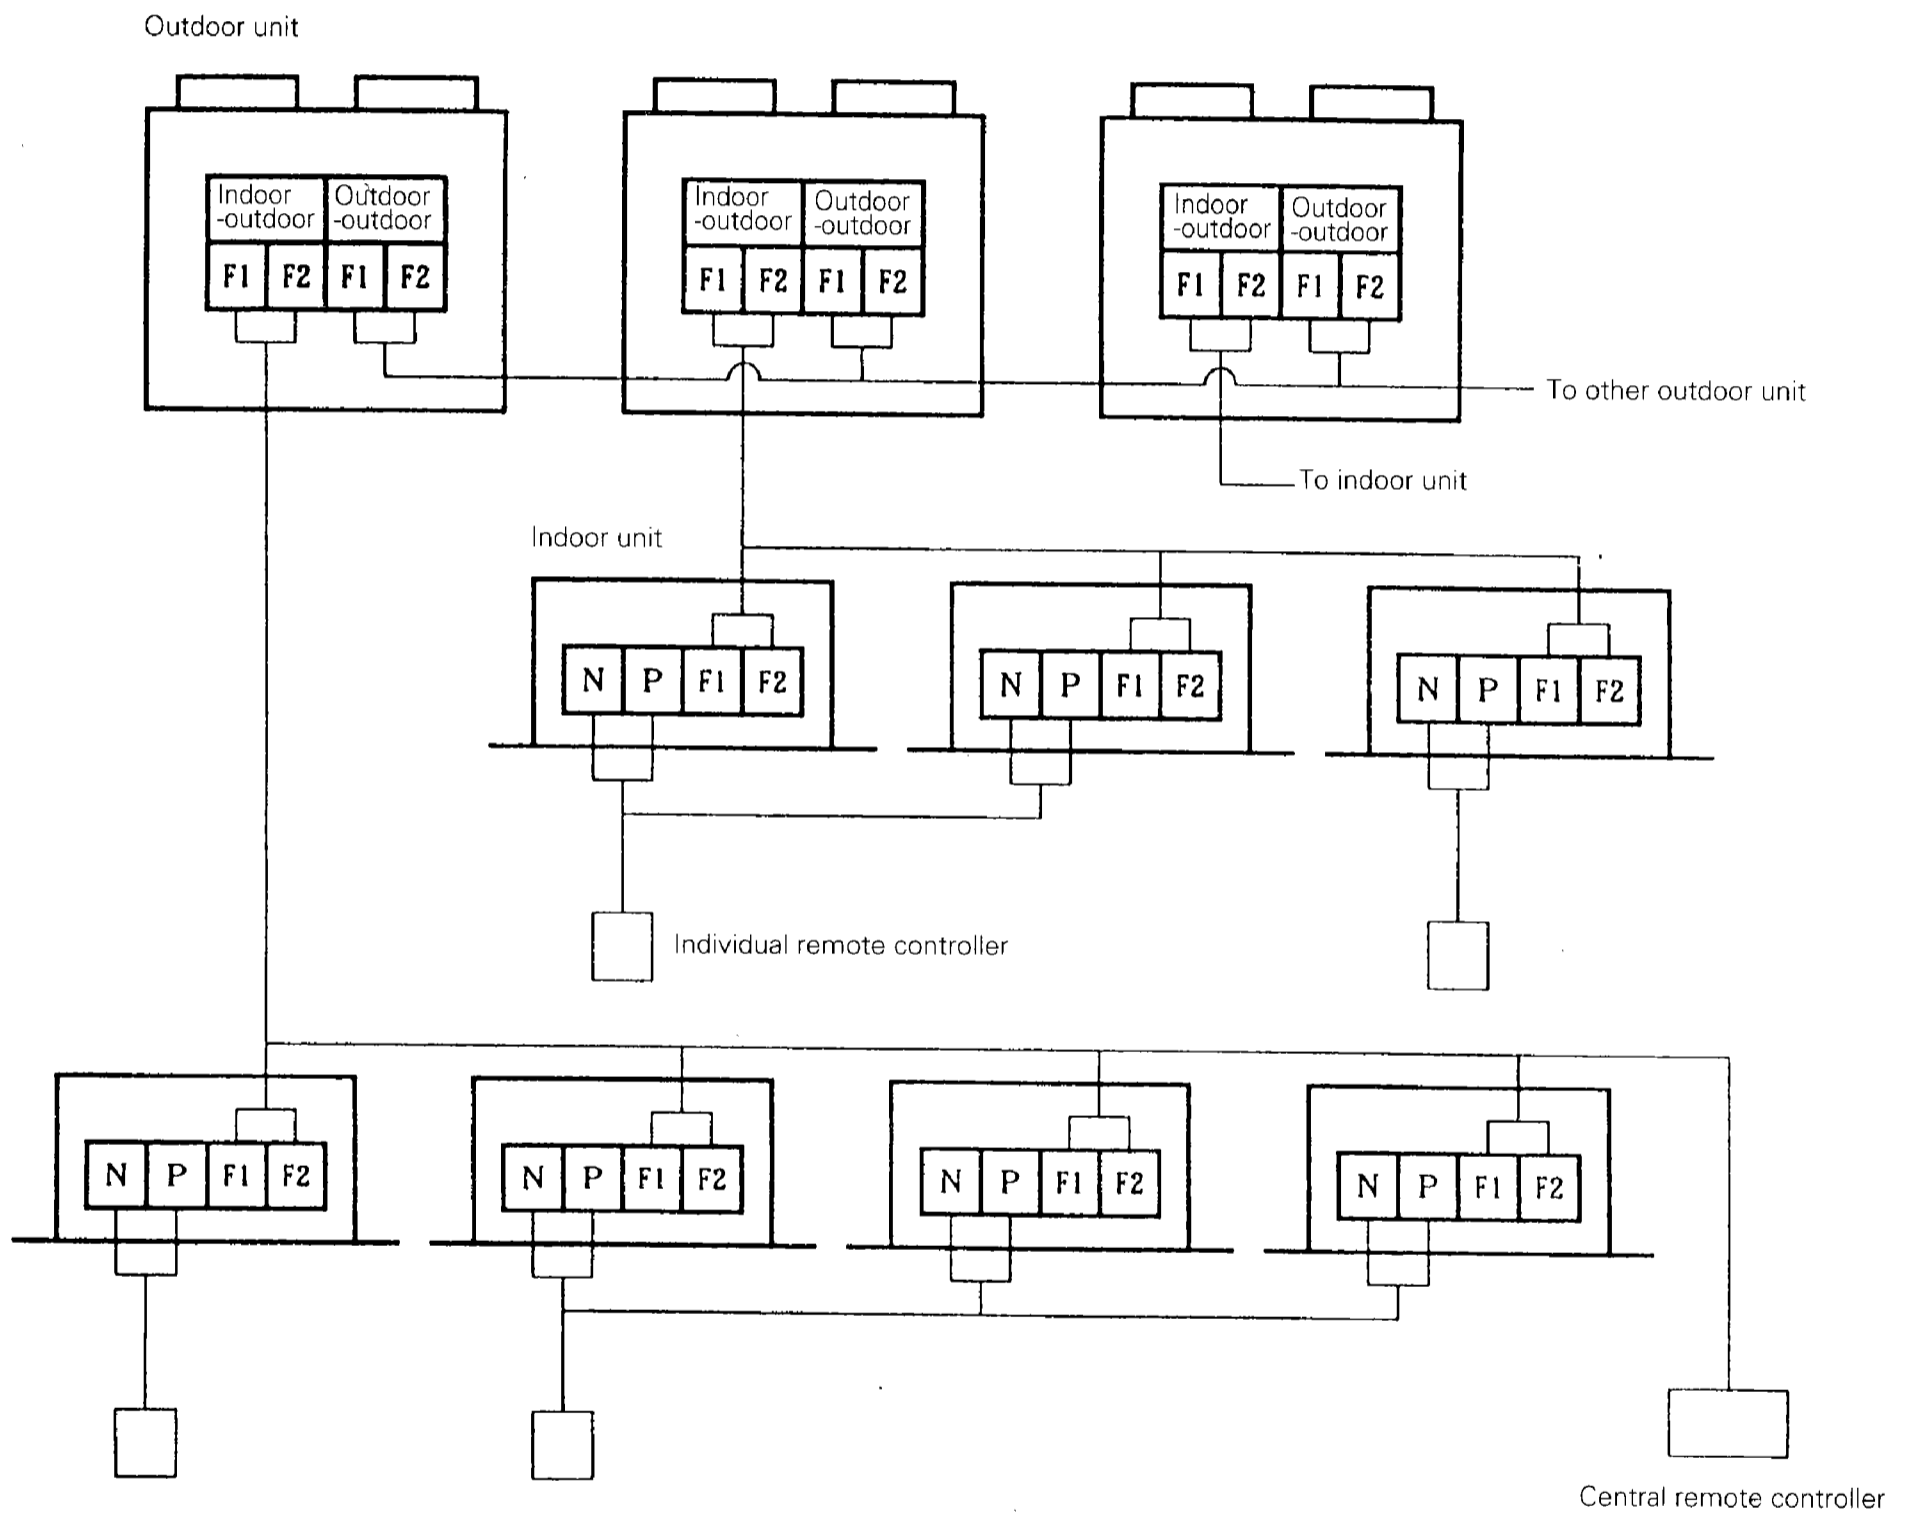 Outdoor unit
Indoor Outdoor
-outdoor -outdoor
F1 F2 F1 F2
Indoor Outdoor
-outdoor -outdoor
F1 F2 F1 F2
Indoor Outdoor
-outdoor -outdoor
F1 F2 F1 F2
To other outdoor unit
To indoor unit
Indoor unit
N P F1 F2
N P F1 F2
N P F1 F2
Individual remote controller
N P F1 F2
N P F1 F2
N P F1 F2
N P F1 F2
Central remote controller